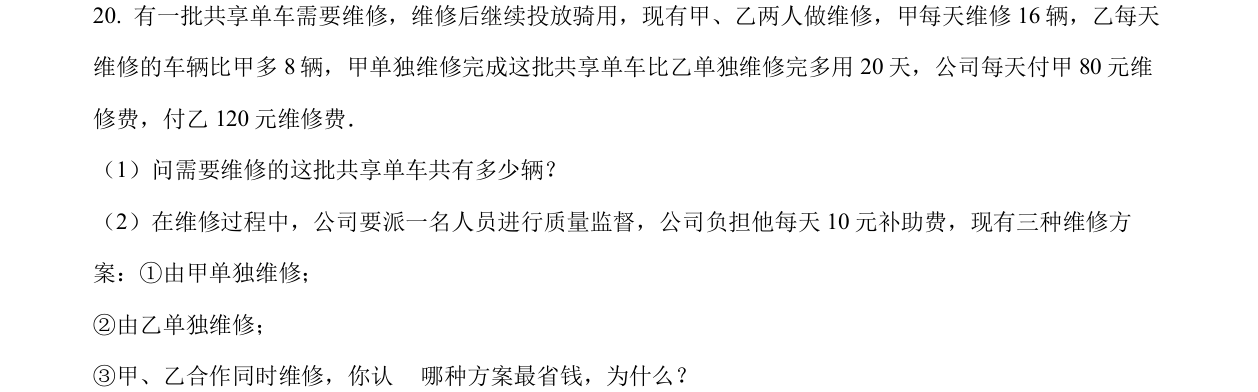 20. 有一批共享单车需要维修，维修后继续投放骑用，现有甲、乙两人做维修，甲每天维修 16 辆，乙每天
维修的车辆比甲多 8 辆，甲单独维修完成这批共享单车比乙单独维修完多用 20 天，公司每天付甲 80 元维
修费，付乙 120 元维修费．
（1）问需要维修的这批共享单车共有多少辆？
（2）在维修过程中，公司要派一名人员进行质量监督，公司负担他每天 10 元补助费，现有三种维修方
案：①由甲单独维修；
②由乙单独维修；
③甲、乙合作同时维修，你认 哪种方案最省钱，为什么？